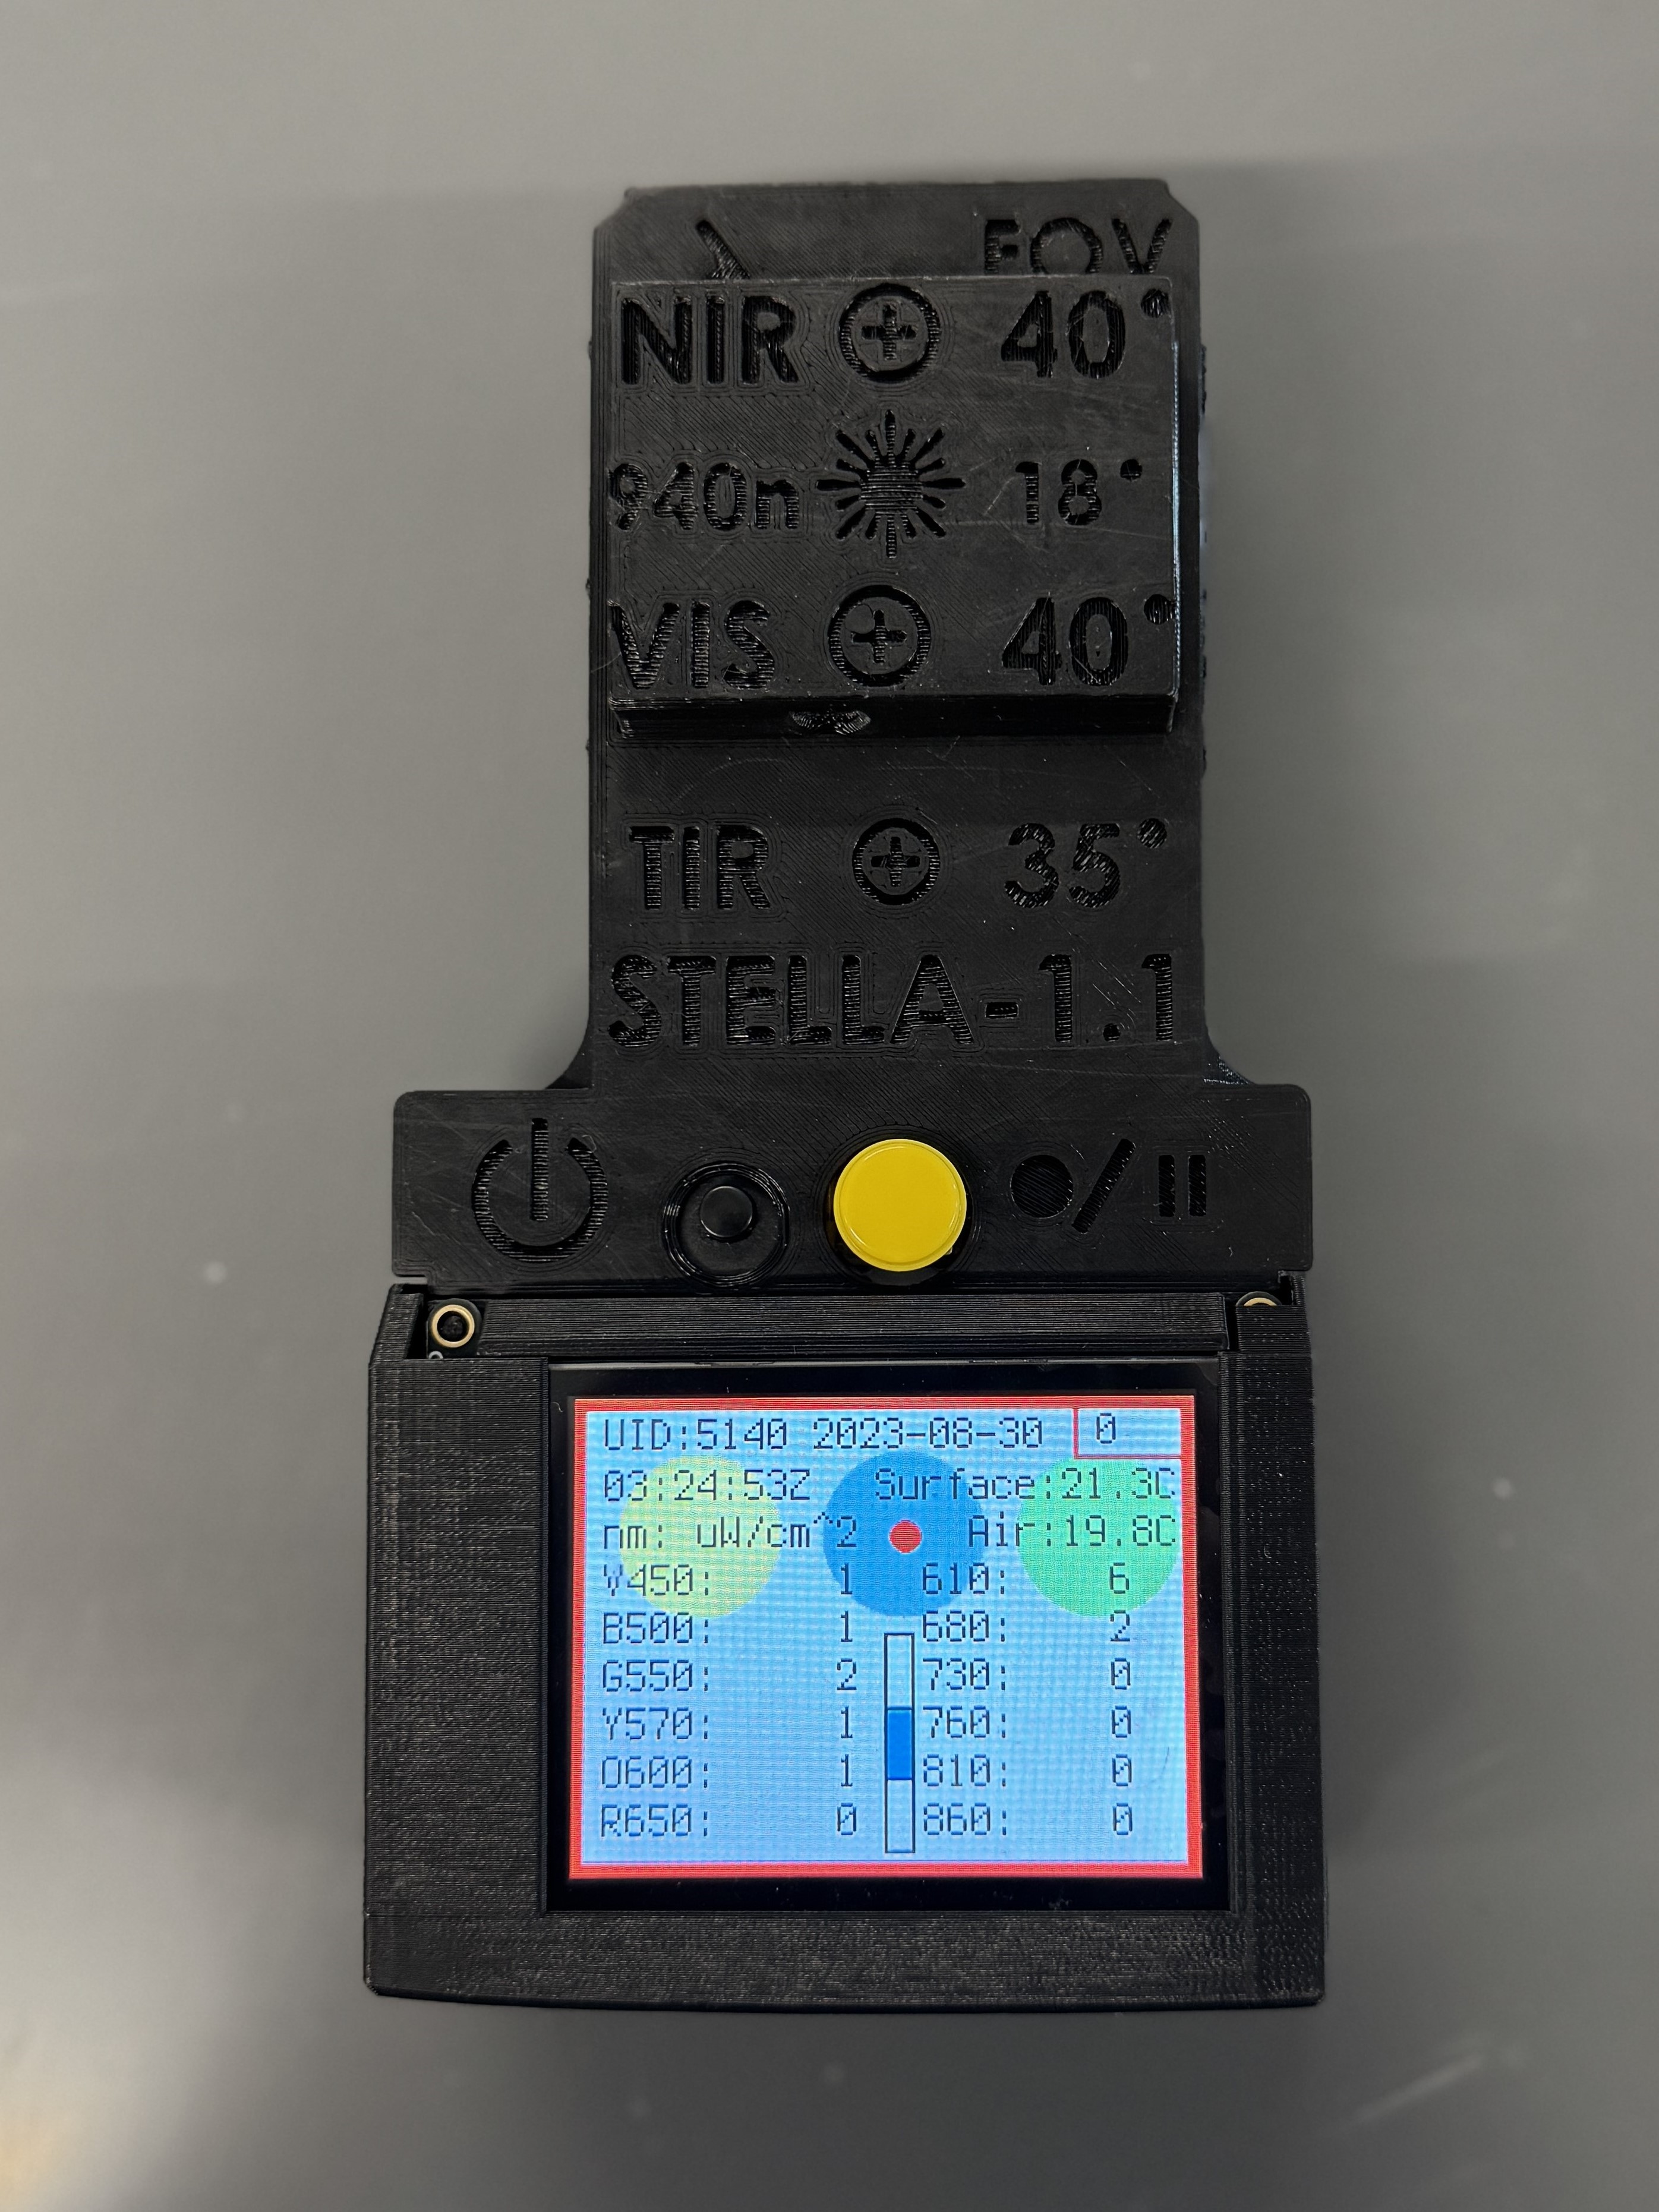 λ FOV
NIR 40°
940n 18°
VIS 40°
TIR 35°
STELLA-1.1
UID:5140 2023-08-30 0
03:24:53Z Surface:21.3C
nm: uW/cm^2 Air:19.8C
V450: 1 610: 6
B500: 1 680: 2
G550: 2 730: 0
Y570: 1 760: 0
O600: 1 810: 0
R650: 0 860: 0